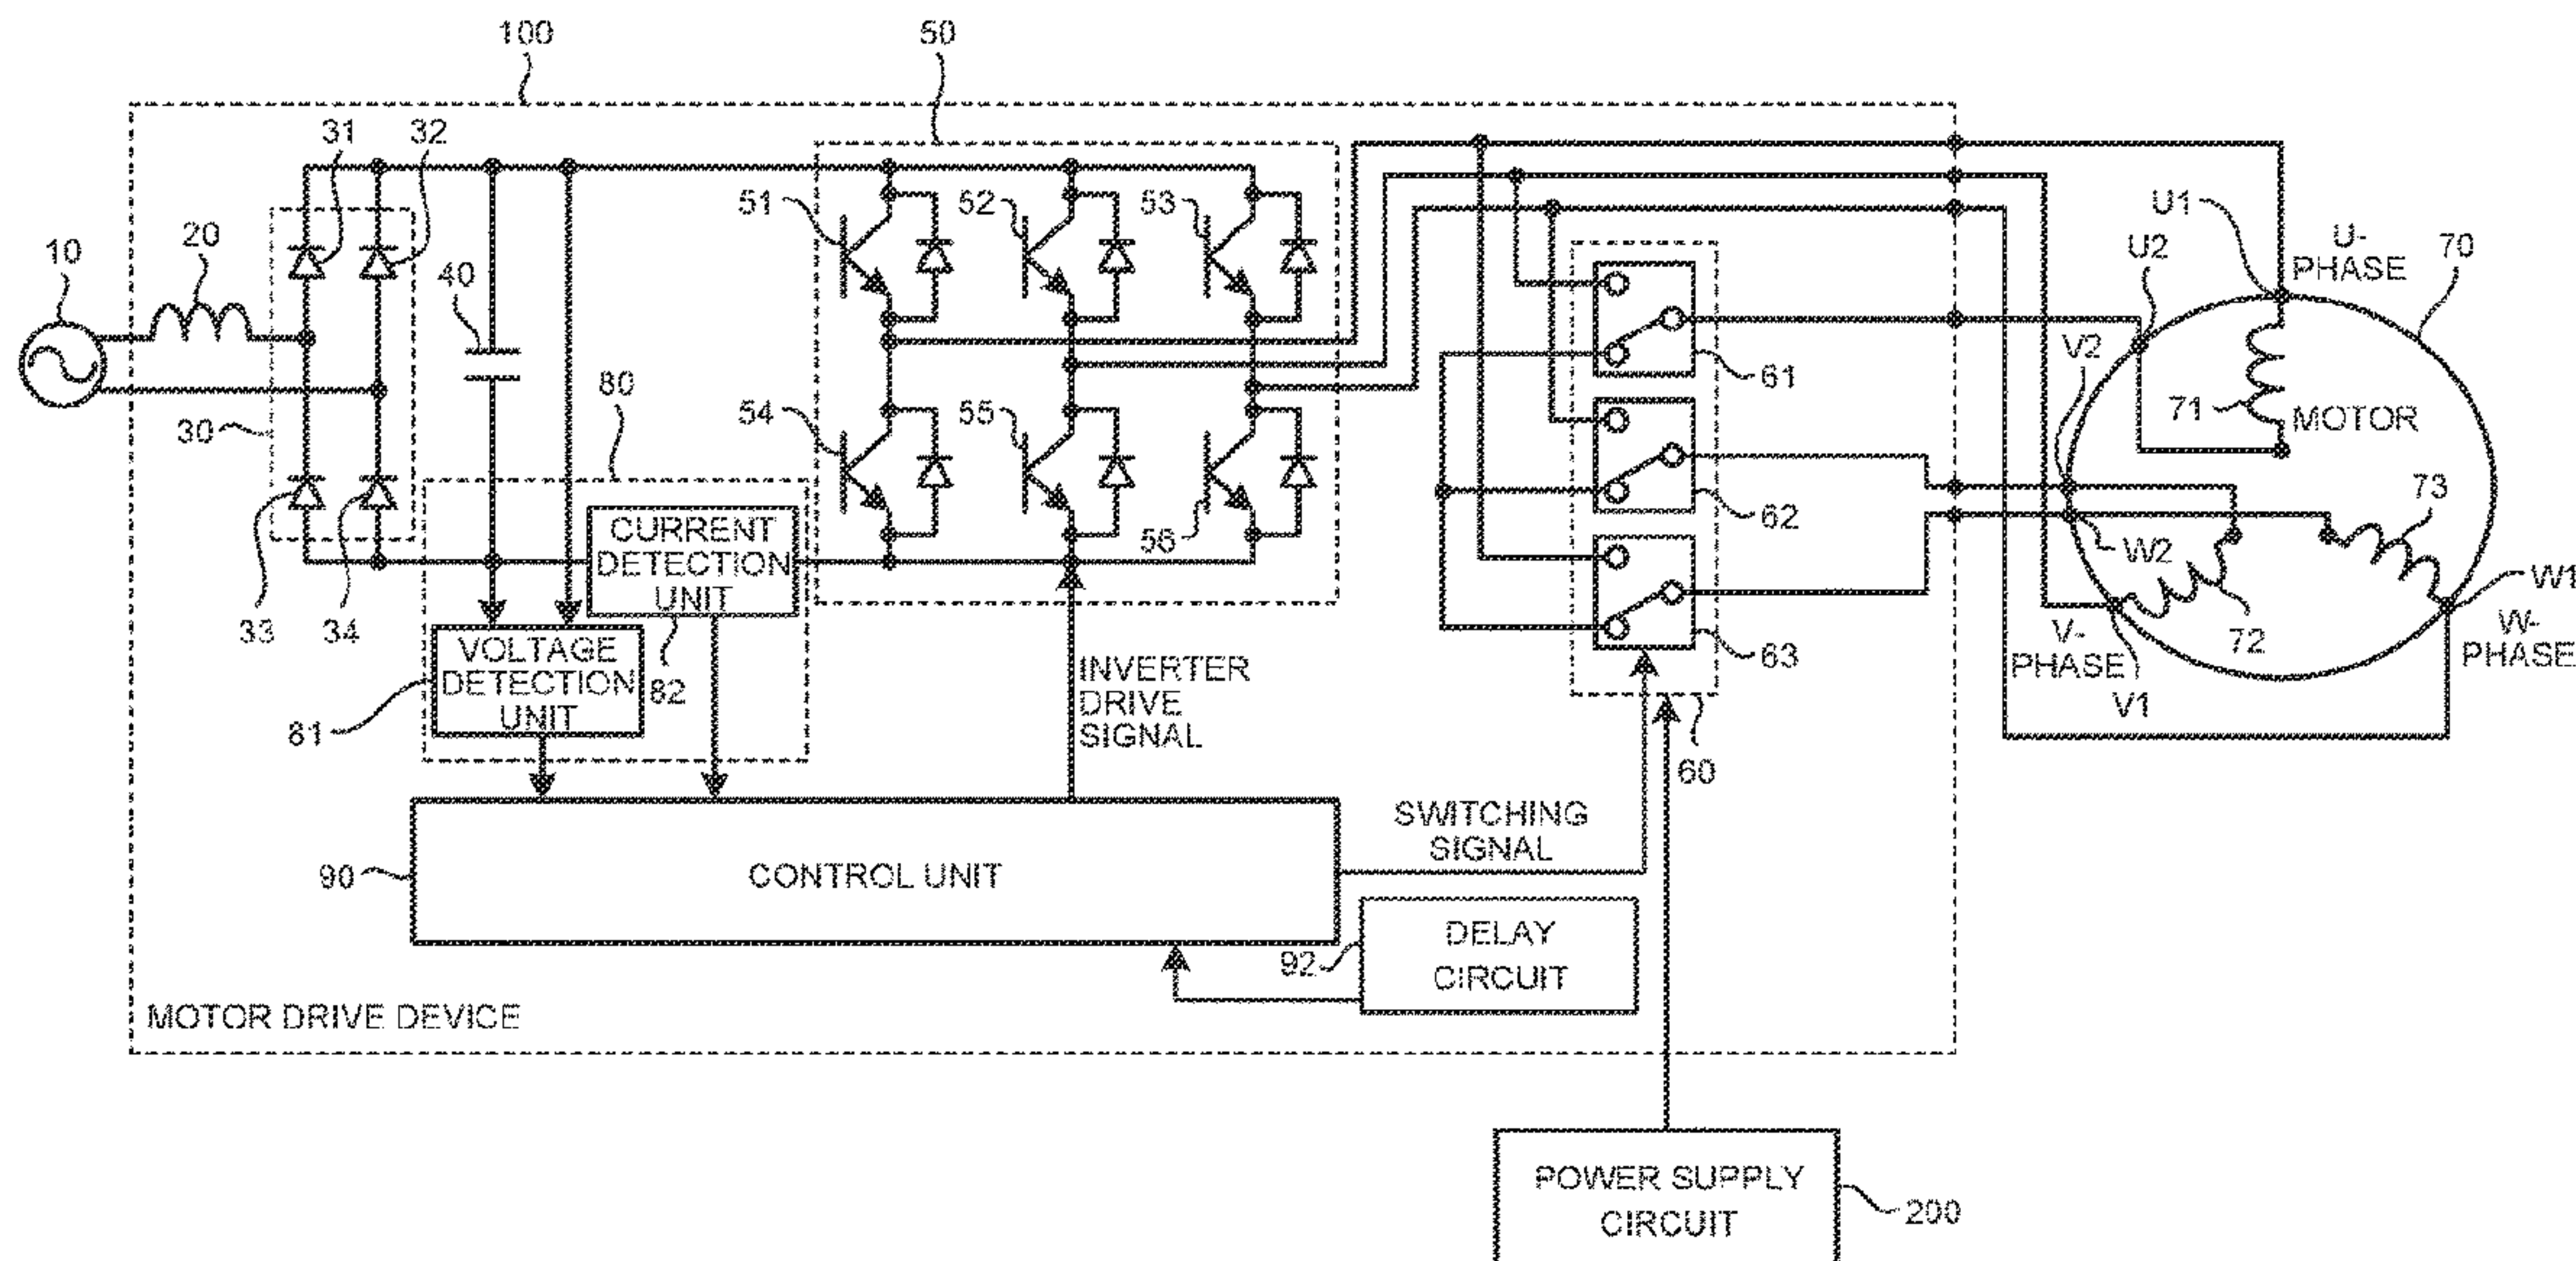 100
50
31
32
10
20
40
30
33
34
80
51
52
53
54
55
56
CURRENT
DETECTION
UNIT
82
VOLTAGE
DETECTION
UNIT
81
INVERTER
DRIVE
SIGNAL
61
62
63
60
U1
U2
U-
PHASE
70
V2
71
MOTOR
73
W2
72
W1
V-
PHASE
V1
W-
PHASE
90
CONTROL UNIT
SWITCHING
SIGNAL
92
DELAY
CIRCUIT
MOTOR DRIVE DEVICE
POWER SUPPLY
CIRCUIT
200